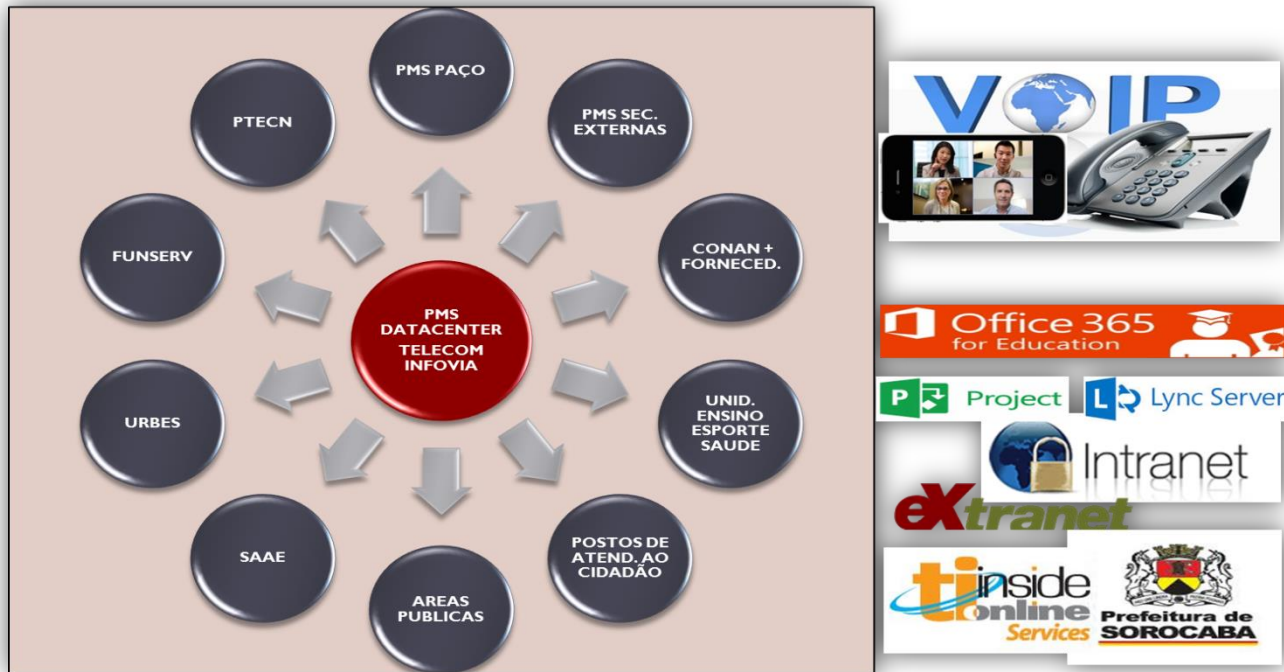 PMS PAÇO
PMS SEC.
EXTERNAS
CONAN +
FORNECED.
UNID.
ENSINO
ESPORTE
SAUDE
POSTOS DE
ATEND. AO
CIDADÃO
AREAS
PUBLICAS
SAAE
URBES
FUNSERV
PTECN
PMS
DATACENTER
TELECOM
INFOVIA
VOIP
Office 365
for Education
P Project
L Lync Server
Intranet
eXtranet
ti inside
online
Services
Prefeitura de
SOROCABA